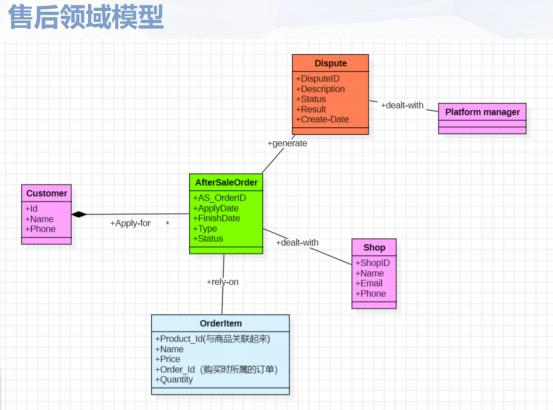 售后领域模型
Dispute
+DisputeID
+Description
+Status
+Result
+Create-Date
+dealt-with
Platform manager
+generate
AfterSaleOrder
+AS_OrderID
+ApplyDate
+FinishDate
+Type
+Status
Customer
+Id
+Name
+Phone
+Apply-for
*
+dealt-with
Shop
+ShopID
+Name
+Email
+Phone
+rely-on
OrderItem
+Product_Id(与商品关联起来)
+Name
+Price
+Order_Id（购买时所属的订单)
+Quantity